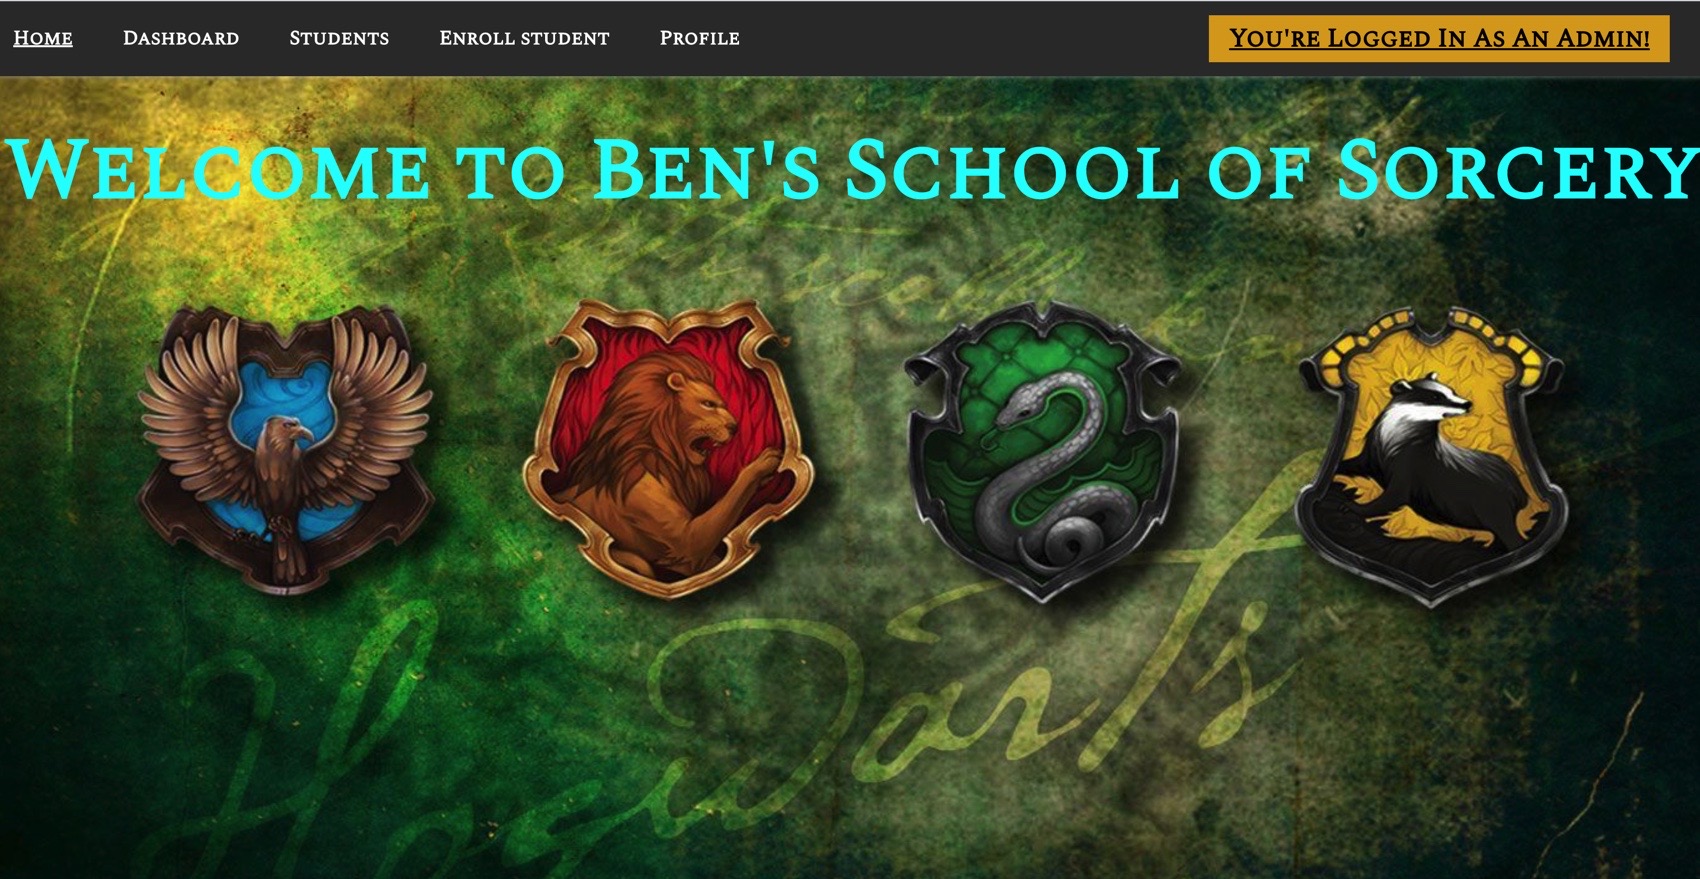 Home Dashboard Students Enroll student Profile You're Logged In As An Admin!
Welcome to Ben's School of Sorcery
Hogwarts